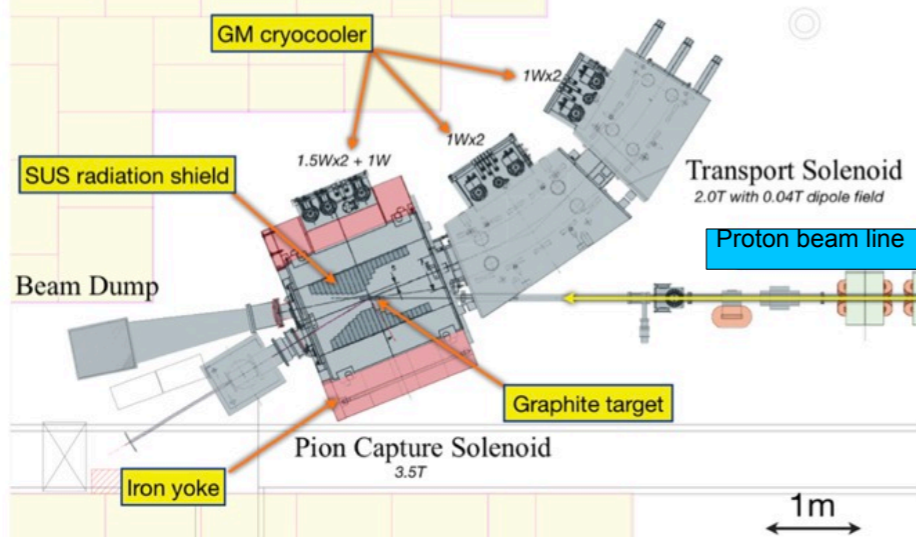 GM cryocooler
1Wx2
1Wx2
1.5Wx2 + 1W
SUS radiation shield
Transport Solenoid
2.0T with 0.04T dipole field
Proton beam line
Beam Dump
Graphite target
Pion Capture Solenoid
3.5T
Iron yoke
1m